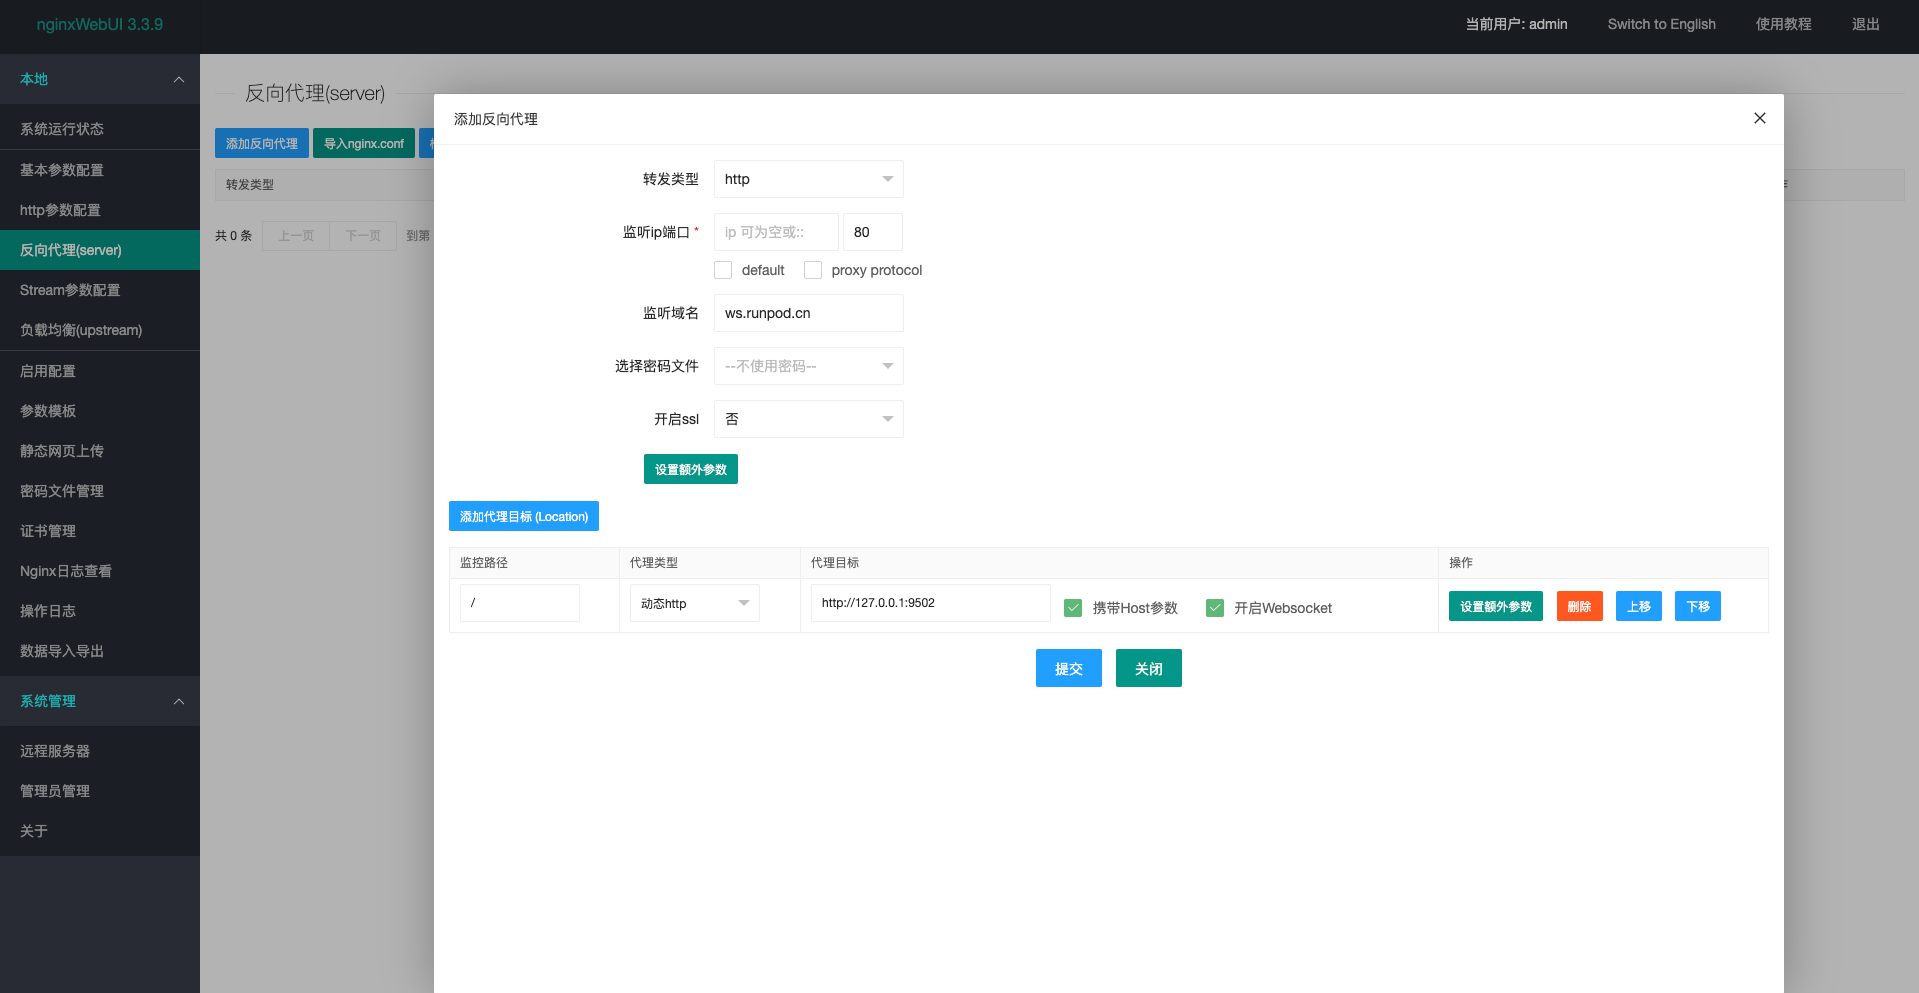 nginxWebUI 3.3.9
当前用户: admin
Switch to English
使用教程
退出
本地
系统运行状态
基本参数配置
http参数配置
反向代理(server)
Stream参数配置
负载均衡(upstream)
启用配置
参数模板
静态网页上传
密码文件管理
证书管理
Nginx日志查看
操作日志
数据导入导出
系统管理
远程服务器
管理员管理
关于
反向代理(server)
添加反向代理
导入nginx.conf
转发类型
共 0 条
上一页
下一页
到第
添加反向代理
转发类型
http
监听ip端口 *
ip 可为空或::
80
default
proxy protocol
监听域名
ws.runpod.cn
选择密码文件
--不使用密码--
开启ssl
否
设置额外参数
添加代理目标 (Location)
监控路径
代理类型
代理目标
操作
/
动态http
http://127.0.0.1:9502
携带Host参数
开启Websocket
设置额外参数
删除
上移
下移
提交
关闭